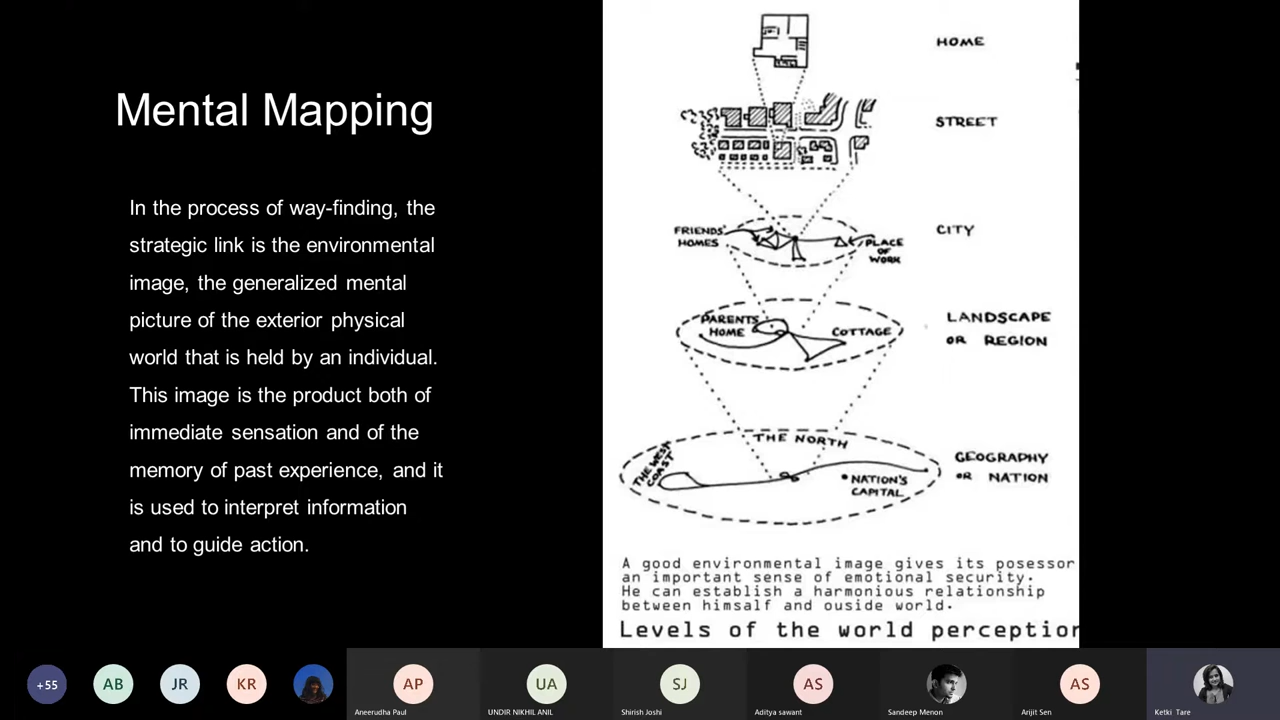 Mental Mapping
In the process of way-finding, the
strategic link is the environmental
image, the generalized mental
picture of the exterior physical
world that is held by an individual.
This image is the product both of
immediate sensation and of the
memory of past experience, and it
is used to interpret information
and to guide action.
HOME
STREET
FRIENDS'
HOMES
PLACE
OF
WORK
CITY
PARENTS
HOME
COTTAGE
LANDSCAPE
OR REGION
THE NORTH
THE WEST
COAST
NATION'S
CAPITAL
GEOGRAPHY
OR NATION
A good environmental image gives its posessor
an important sense of emotional security.
He can establish a harmonious relationship
between himsalf and ouside world.
Levels of the world perception
+55
AB
JR
KR
AP
Aneerudha Paul
UA
UNDIR NIKHIL ANIL
SJ
Shirish Joshi
AS
Aditya sawant
Sandeep Menon
AS
Arijit Sen
Ketki Tare